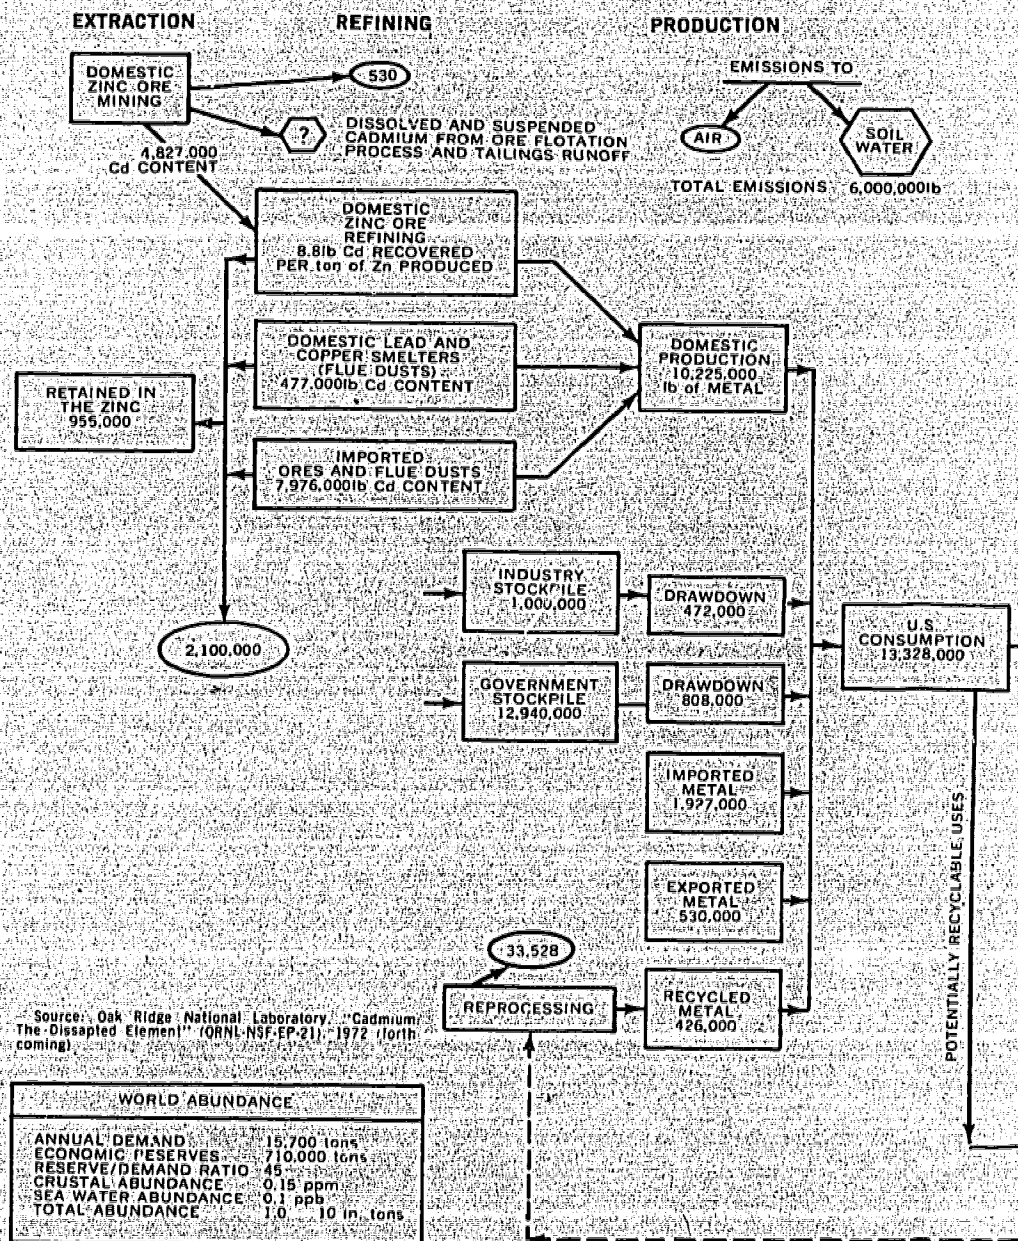 EXTRACTION
REFINING
PRODUCTION
DOMESTIC
ZINC ORE
MINING
530
?
DISSOLVED AND SUSPENDED
CADMIUM FROM ORE FLOTATION
PROCESS AND TAILINGS RUNOFF
EMISSIONS TO
AIR
SOIL
WATER
TOTAL EMISSIONS 6,000,000lb
4,827,000
Cd CONTENT
DOMESTIC
ZINC ORE
REFINING
8.8lb Cd RECOVERED
PER ton of Zn PRODUCED
DOMESTIC LEAD AND
COPPER SMELTERS
(FLUE DUSTS)
477,000lb Cd CONTENT
IMPORTED
ORES AND FLUE DUSTS
7,976,000lb Cd CONTENT
RETAINED IN
THE ZINC
955,000
2,100,000
DOMESTIC
PRODUCTION
10,225,000
lb of METAL
INDUSTRY
STOCKPILE
1,000,000
DRAWDOWN
472,000
GOVERNMENT
STOCKPILE
12,940,000
DRAWDOWN
808,000
IMPORTED
METAL
1,927,000
EXPORTED
METAL
530,000
33,528
REPROCESSING
RECYCLED
METAL
426,000
U.S.
CONSUMPTION
13,328,000
POTENTIALLY RECYCLABLE USES
Source: Oak Ridge National Laboratory, "Cadmium
The Dissapted Element" (ORNL-NSF-EP-21), 1972 (forth
coming)
WORLD ABUNDANCE
ANNUAL DEMAND 15,700 tons
ECONOMIC RESERVES 710,000 tons
RESERVE/DEMAND RATIO 45
CRUSTAL ABUNDANCE 0.15 ppm
SEA WATER ABUNDANCE 0.1 ppb
TOTAL ABUNDANCE 1.0 10 in. tons